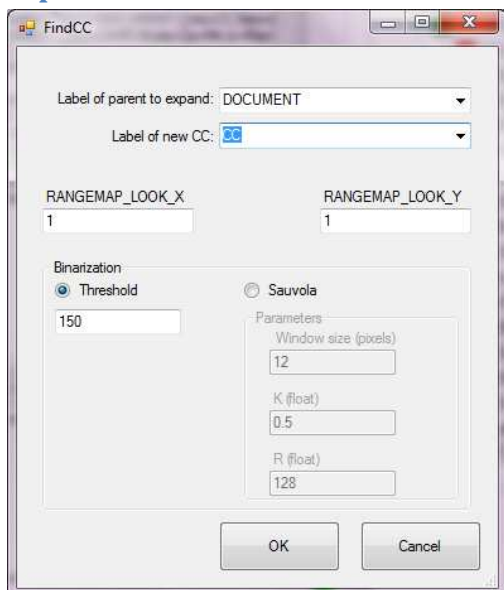 FindCC
Label of parent to expand: DOCUMENT
Label of new CC: CC
RANGEMAP_LOOK_X RANGEMAP_LOOK_Y
1 1
Binarization
Threshold Sauvola
150
Parameters
Window size (pixels)
12
K (float)
0.5
R (float)
128
OK Cancel